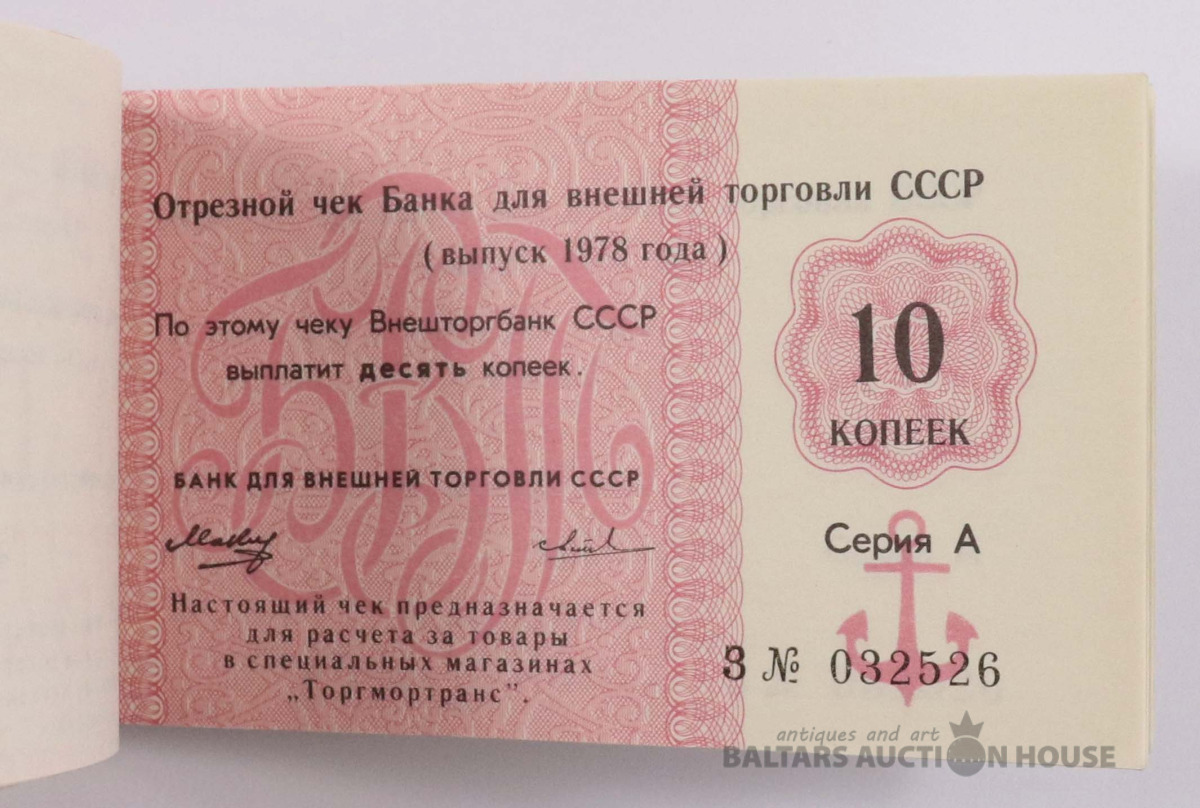 Отрезной чек Банка для внешней торговли СССР
(выпуск 1978 года)
По этому чеку Внешторгбанк СССР
выплатит десять копеек.
10
КОПЕЕК
БАНК ДЛЯ ВНЕШНЕЙ ТОРГОВЛИ СССР
Серия А
Настоящий чек предназначается
для расчета за товары
в специальных магазинах
„Торгмортранс".
З № 032526
antiques and art
BALTARS AUCTION HOUSE